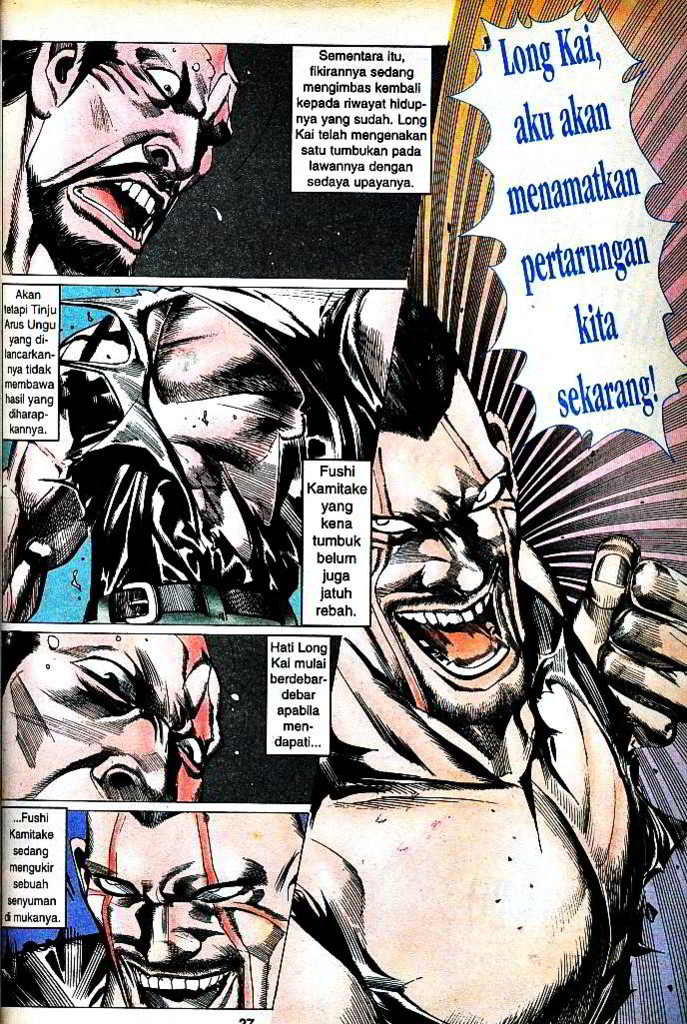 Sementara itu,
fikirannya sedang
mengimbas kembali
kepada riwayat hidup-
nya yang sudah. Long
Kai telah mengenakan
satu tumbukan pada
lawannya dengan
sedaya upayanya.
Long Kai,
aku akan
menamatkan
pertarungan
kita
sekarang!
Akan
tetapi Tinju
Arus Ungu
yang di-
lancarkan-
nya tidak
membawa
hasil yang
diharap-
kannya.
Fushi
Kamitake
yang
kena
tumbuk
belum
juga
jatuh
rebah.
Hati Long
Kai mulai
berdebar-
debar
apabila
men-
dapati...
...Fushi
Kamitake
sedang
mengukir
sebuah
senyuman
di mukanya.
27